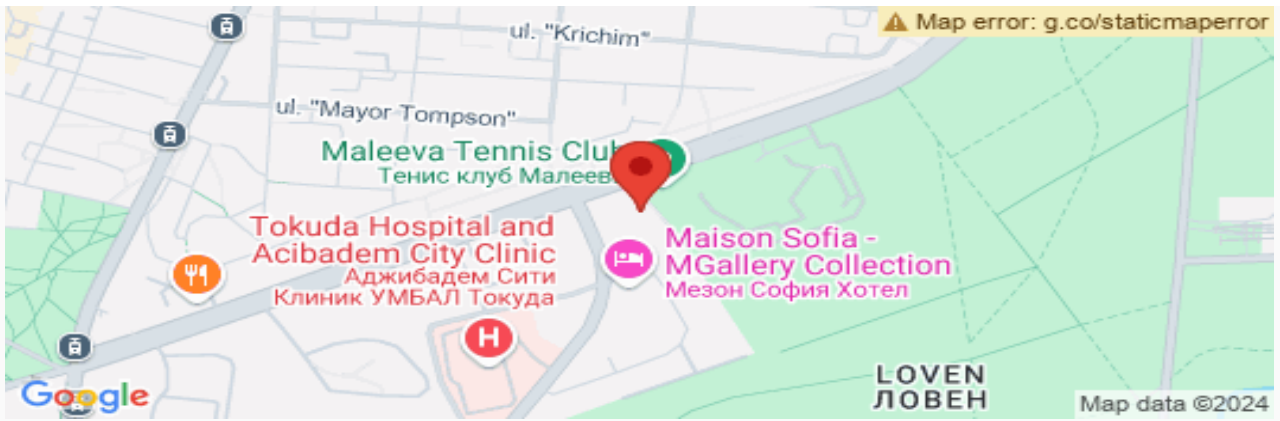 ul. "Krichim"
Map error: g.co/staticmaperror
ul. "Mayor Tompson"
Maleeva Tennis Club
Тенис клуб Малеев
Tokuda Hospital and
Acibadem City Clinic
Аджибадем Сити
Клиник УМБАЛ Токуда
H
Maison Sofia -
MGallery Collection
Мезон София Хотел
LOVEN
ЛОВЕН
Google
Map data ©2024